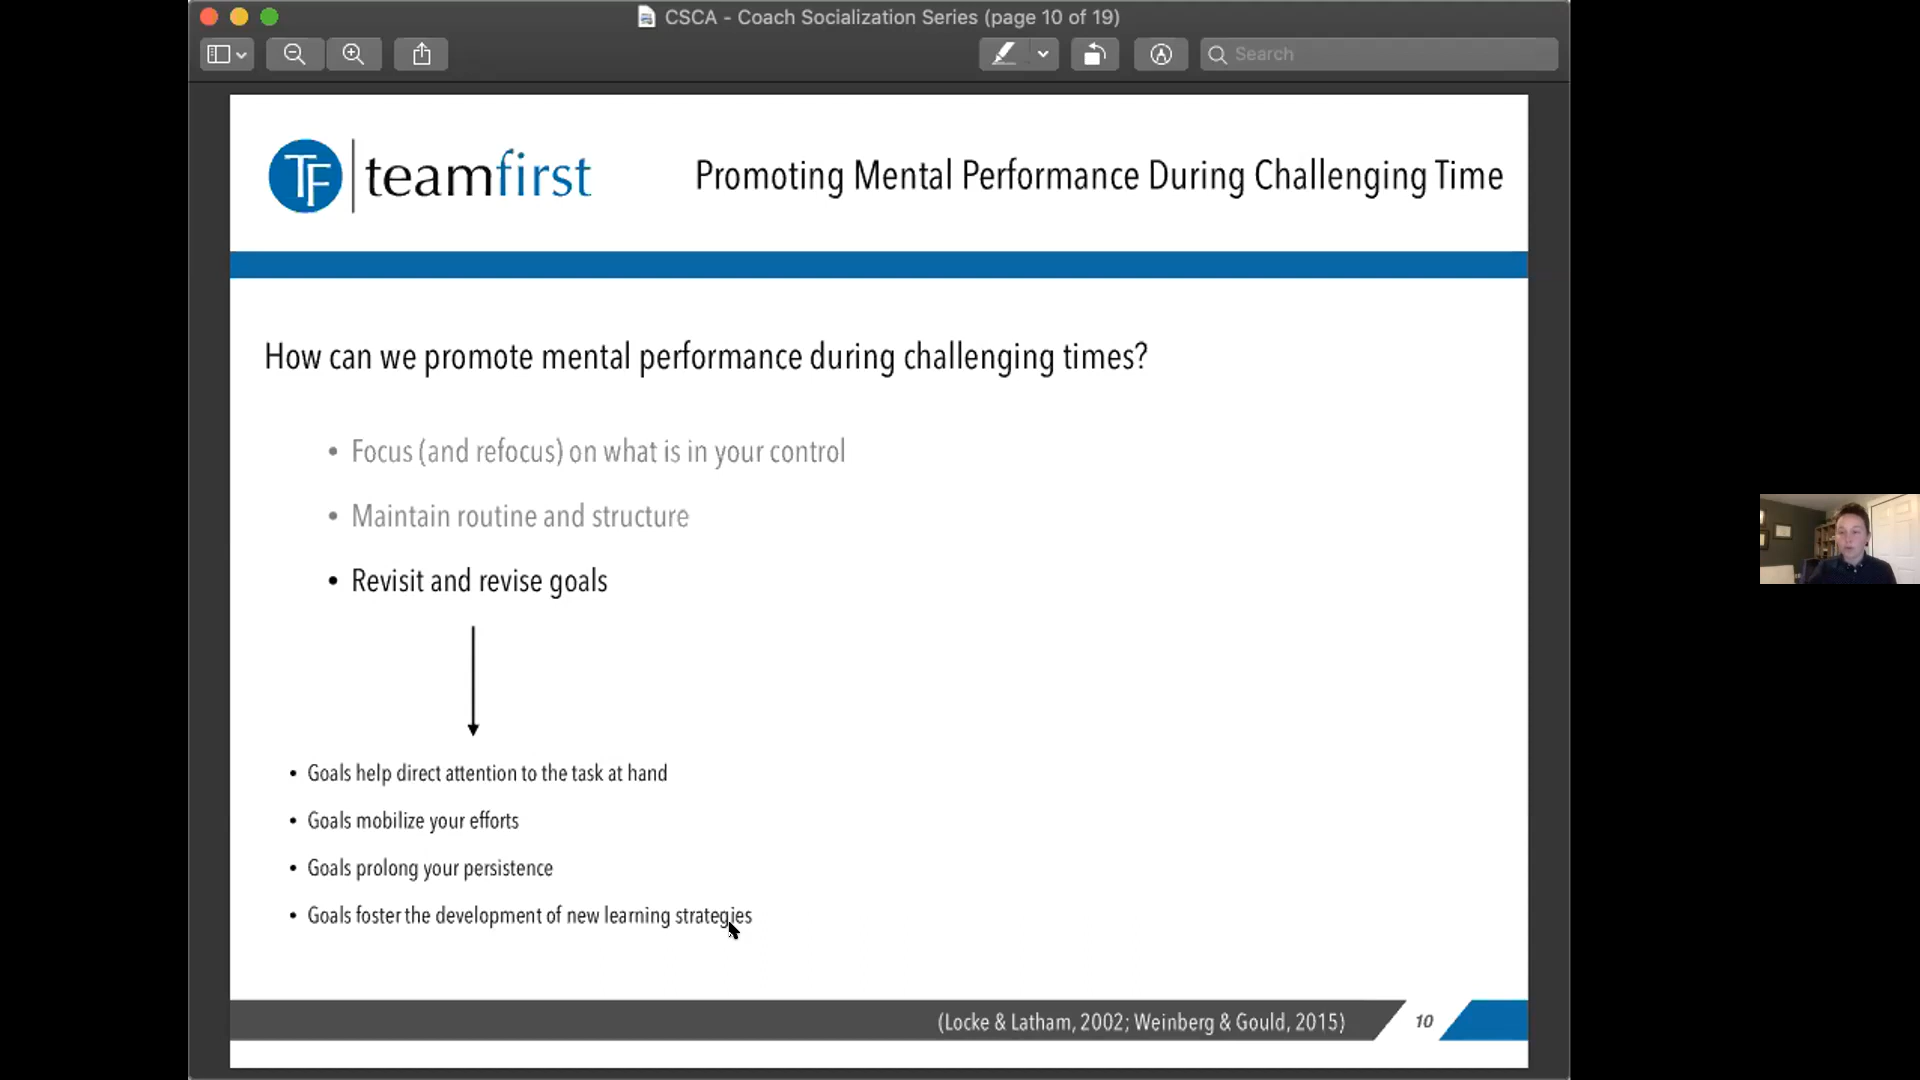 CSCA - Coach Socialization Series (page 10 of 19)
Search
TF teamfirst
Promoting Mental Performance During Challenging Time
How can we promote mental performance during challenging times?
• Focus (and refocus) on what is in your control
• Maintain routine and structure
• Revisit and revise goals
• Goals help direct attention to the task at hand
• Goals mobilize your efforts
• Goals prolong your persistence
• Goals foster the development of new learning strategies
(Locke & Latham, 2002; Weinberg & Gould, 2015)
10